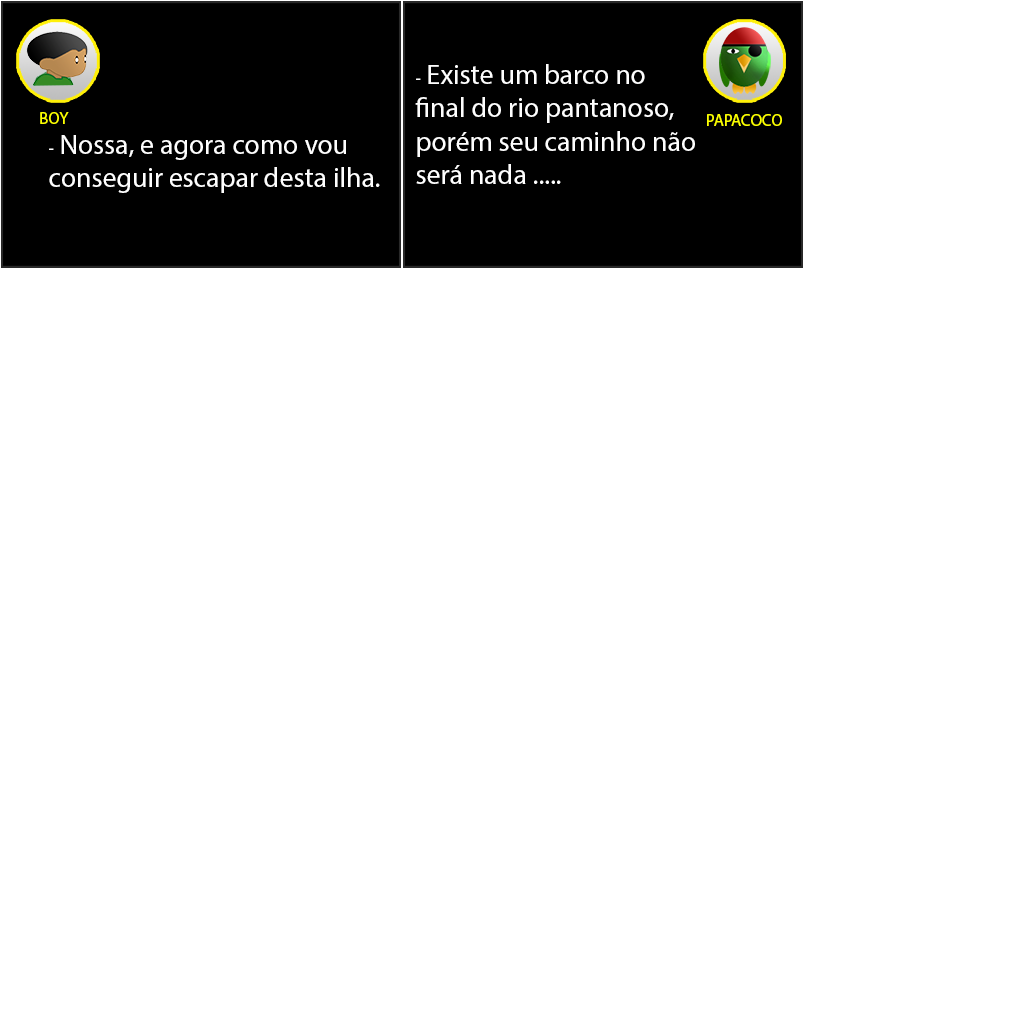 BOY
- Nossa, e agora como vou
conseguir escapar desta ilha.
- Existe um barco no
final do rio pantanoso,
porém seu caminho não
será nada .....
PAPACOCO